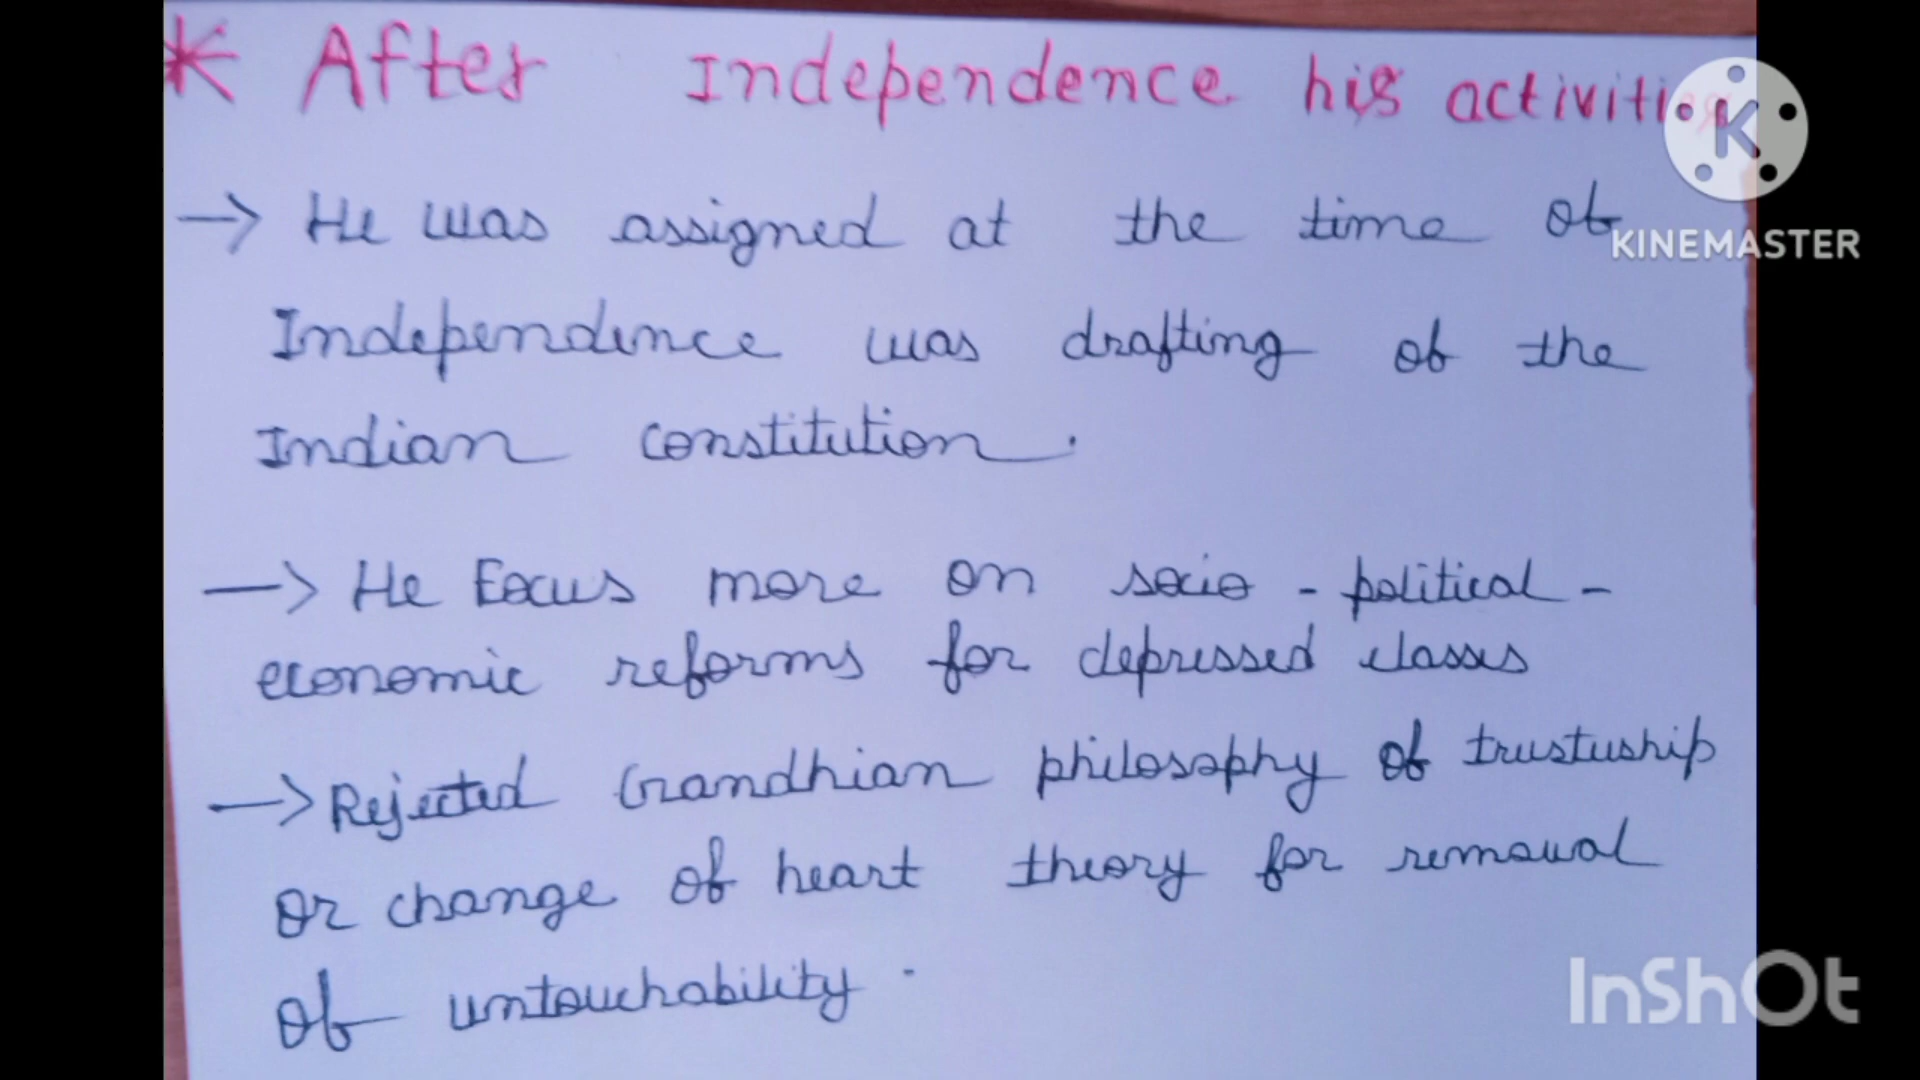 * After Independence his activities
K
→ He was assigned at the time of
KINEMASTER
Independence was drafting of the
Indian constitution.
→ He Focus more on socio - political -
economic reforms for depressed classes
→ Rejected Grandhian philosophy of trustuship
or change of heart theory for removal
of untouchability .
InShOt